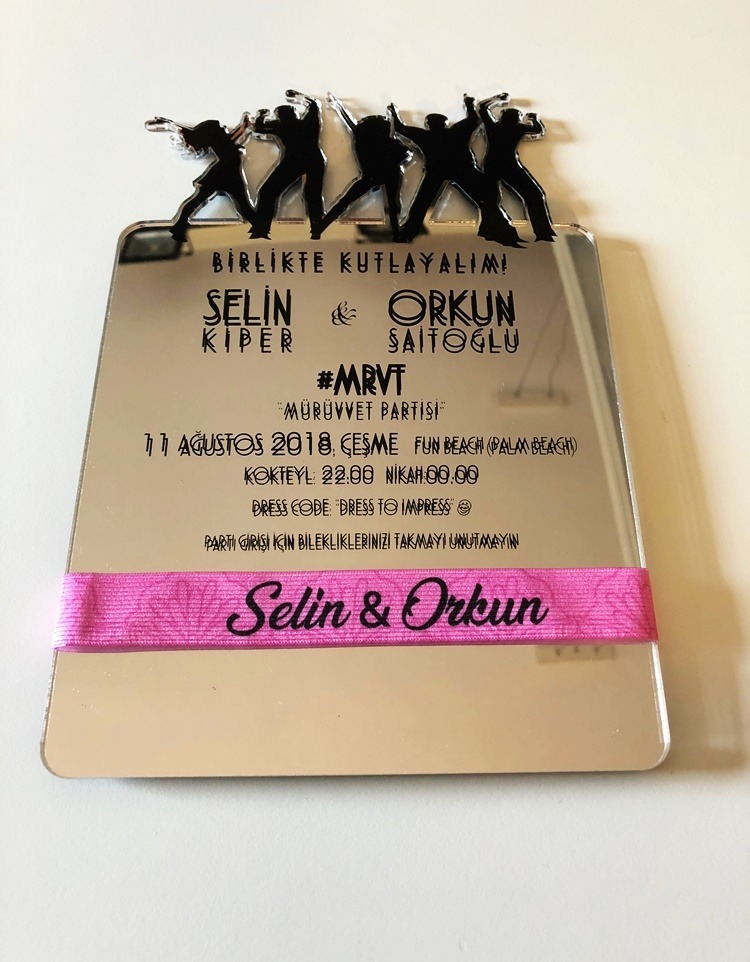 BİRLİKTE KUTLAYALIM!
SELİN & ORKUN
KİPER SAİTOĞLU
#MRVT
"MÜRÜVVET PARTİSİ"
11 AĞUSTOS 2018, ÇEŞME FUN BEACH (PALM BEACH)
KOKTEYL: 22.00 NİKAH:00.00
DRESS CODE: "DRESS TO IMPRESS" 😊
PARTİ GİRİŞİ İÇİN BİLEKLİKLERİNİZİ TAKMAYI UNUTMAYIN
Selin & Orkun